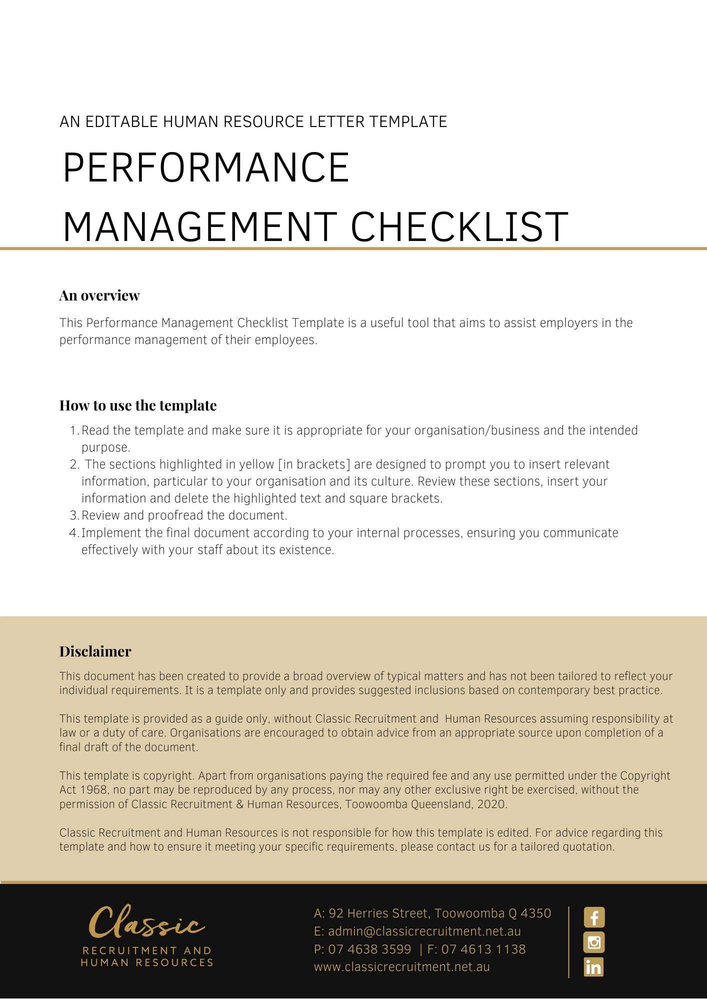 AN EDITABLE HUMAN RESOURCE LETTER TEMPLATE
PERFORMANCE
MANAGEMENT CHECKLIST
An overview
This Performance Management Checklist Template is a useful tool that aims to assist employers in the
performance management of their employees.
How to use the template
1. Read the template and make sure it is appropriate for your organisation/business and the intended
purpose.
2. The sections highlighted in yellow [in brackets] are designed to prompt you to insert relevant
information, particular to your organisation and its culture. Review these sections, insert your
information and delete the highlighted text and square brackets.
3. Review and proofread the document.
4. Implement the final document according to your internal processes, ensuring you communicate
effectively with your staff about its existence.
Disclaimer
This document has been created to provide a broad overview of typical matters and has not been tailored to reflect your
individual requirements. It is a template only and provides suggested inclusions based on contemporary best practice.
This template is provided as a guide only, without Classic Recruitment and Human Resources assuming responsibility at
law or a duty of care. Organisations are encouraged to obtain advice from an appropriate source upon completion of a
final draft of the document.
This template is copyright. Apart from organisations paying the required fee and any use permitted under the Copyright
Act 1968, no part may be reproduced by any process, nor may any other exclusive right be exercised, without the
permission of Classic Recruitment & Human Resources, Toowoomba Queensland, 2020.
Classic Recruitment and Human Resources is not responsible for how this template is edited. For advice regarding this
template and how to ensure it meeting your specific requirements, please contact us for a tailored quotation.
Classic
RECRUITMENT AND
HUMAN RESOURCES
A: 92 Herries Street, Toowoomba Q 4350
E: admin@classicrecruitment.net.au
P: 07 4638 3599 | F: 07 4613 1138
www.classicrecruitment.net.au